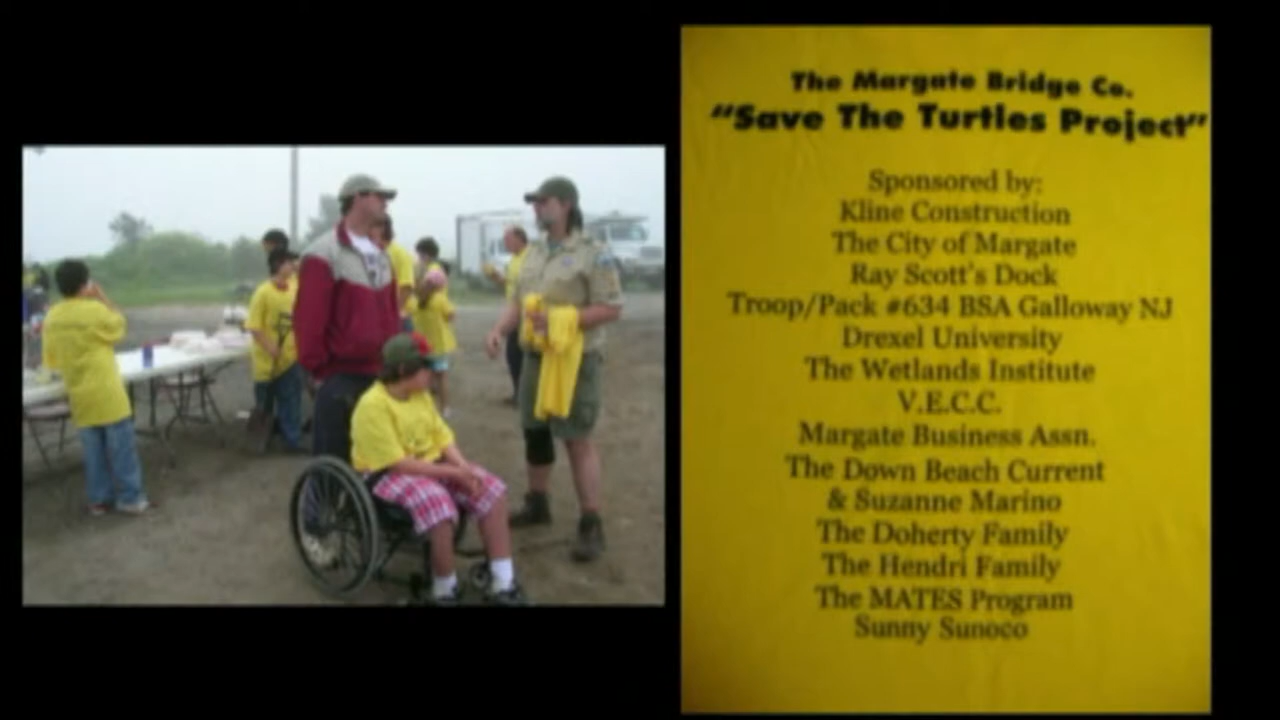 The Margate Bridge Co.
"Save The Turtles Project"
Sponsored by:
Kline Construction
The City of Margate
Ray Scott's Dock
Troop/Pack #634 BSA Galloway NJ
Drexel University
The Wetlands Institute
V.E.C.C.
Margate Business Assn.
The Down Beach Current
& Suzanne Marino
The Doherty Family
The Hendri Family
The MATES Program
Sunny Sunoco